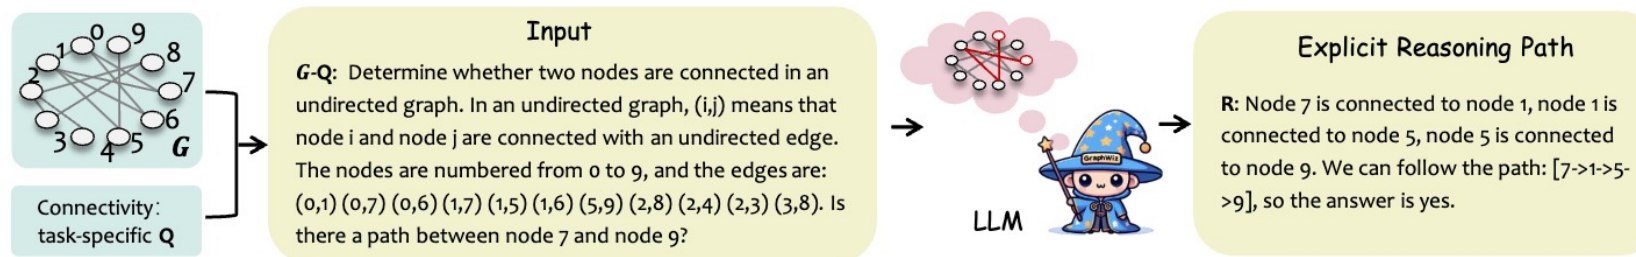 0 9
1 8
2 7
3 4 5 6
G
Connectivity:
task-specific Q
Input
G-Q: Determine whether two nodes are connected in an
undirected graph. In an undirected graph, (i,j) means that
node i and node j are connected with an undirected edge.
The nodes are numbered from 0 to 9, and the edges are:
(0,1) (0,7) (0,6) (1,7) (1,5) (1,6) (5,9) (2,8) (2,4) (2,3) (3,8). Is
there a path between node 7 and node 9?
GraphWiz
LLM
Explicit Reasoning Path
R: Node 7 is connected to node 1, node 1 is
connected to node 5, node 5 is connected
to node 9. We can follow the path: [7->1->5-
>9], so the answer is yes.